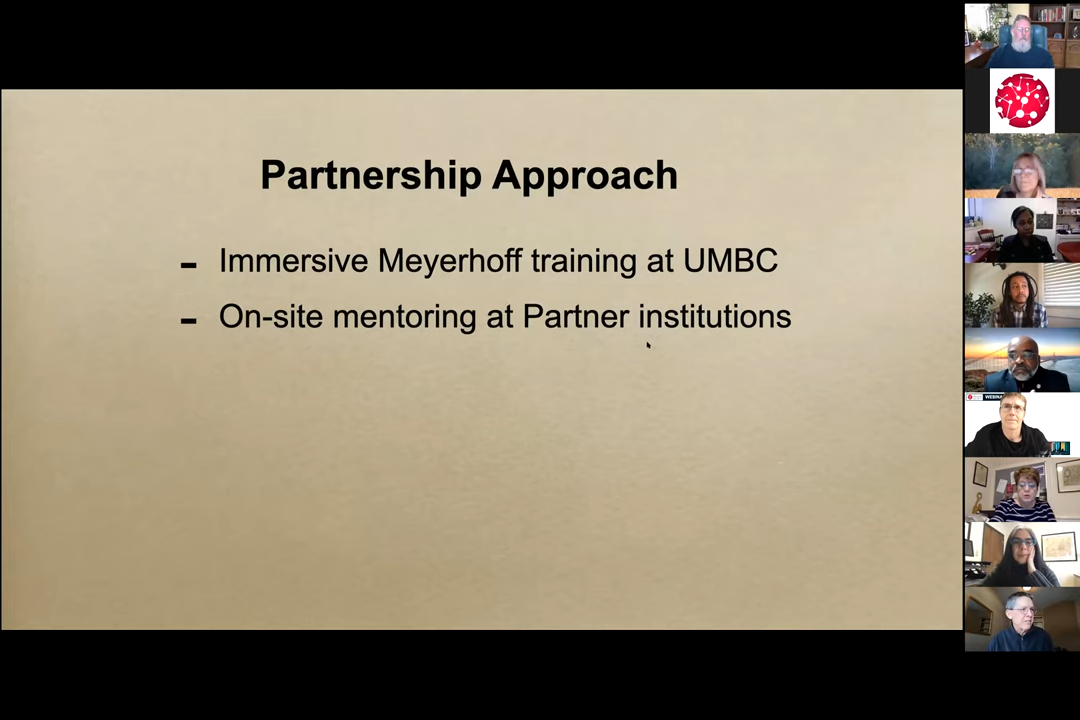 Partnership Approach
- Immersive Meyerhoff training at UMBC
- On-site mentoring at Partner institutions